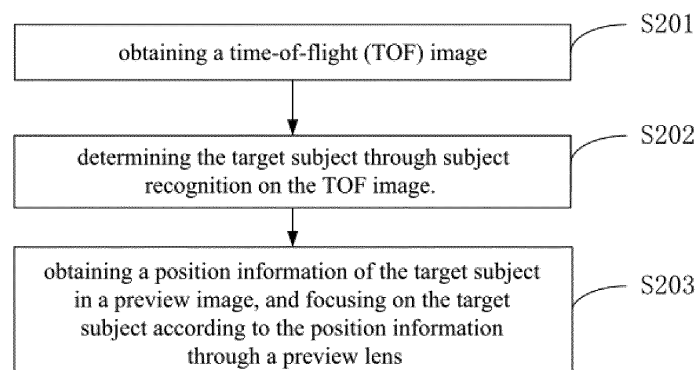 S201
obtaining a time-of-flight (TOF) image
S202
determining the target subject through subject
recognition on the TOF image.
obtaining a position information of the target subject
in a preview image, and focusing on the target
S203
subject according to the position information
through a preview lens